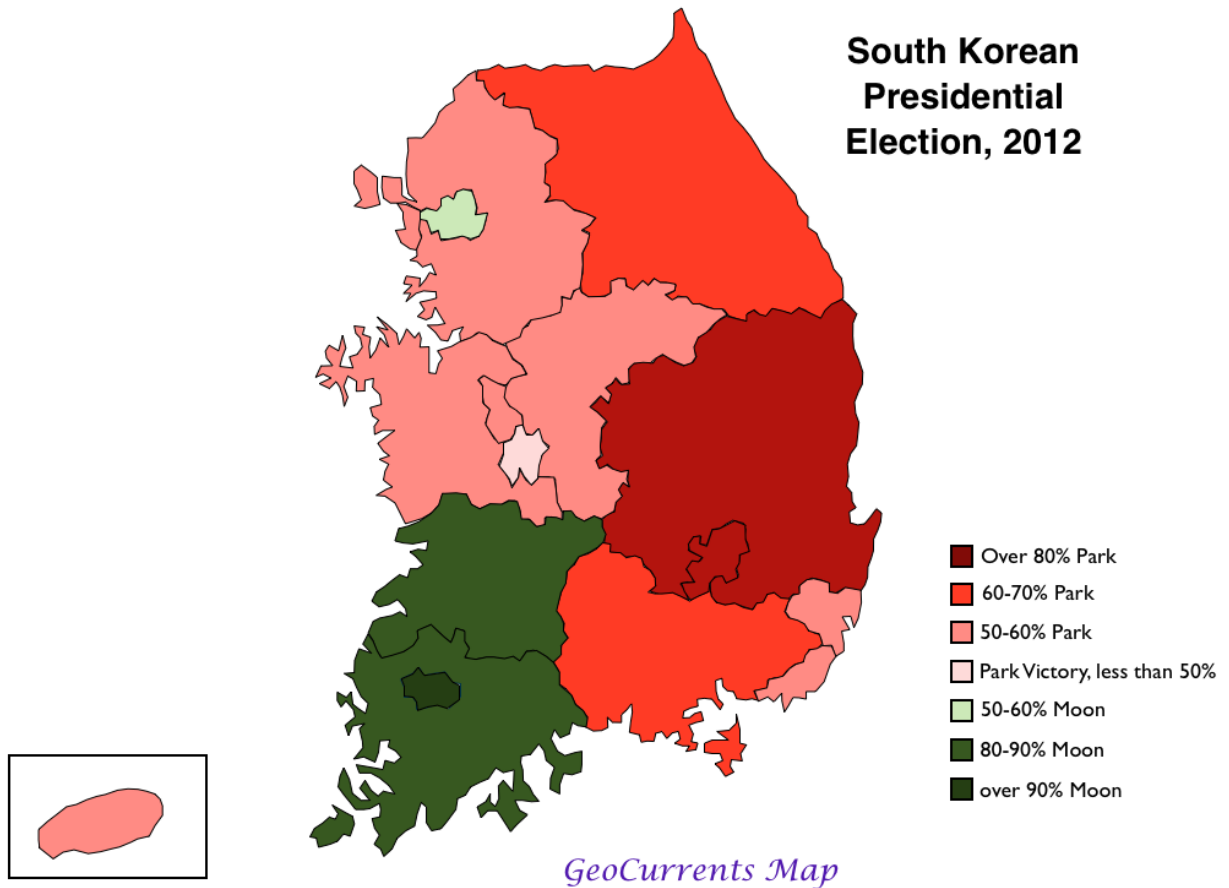 South Korean
Presidential
Election, 2012
Over 80% Park
60-70% Park
50-60% Park
Park Victory, less than 50%
50-60% Moon
80-90% Moon
over 90% Moon
GeoCurrents Map